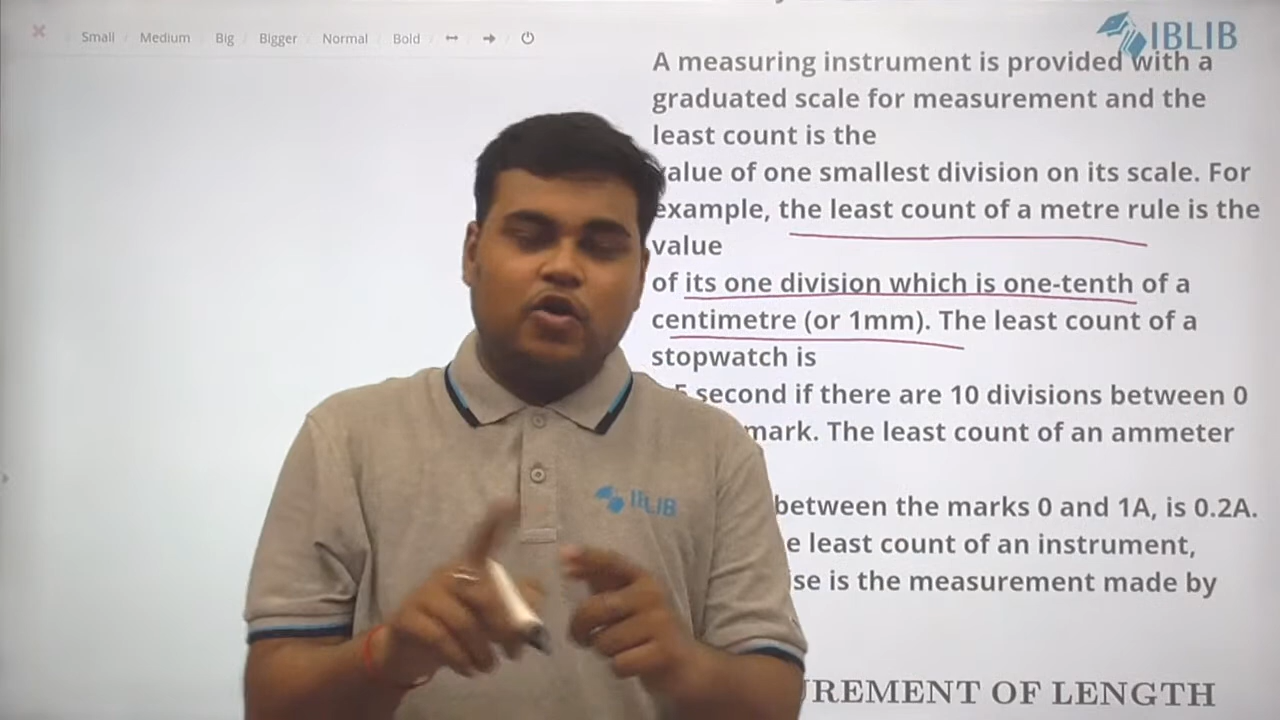 Small / Medium / Big / Bigger / Normal / Bold
IBLIB
A measuring instrument is provided with a
graduated scale for measurement and the
least count is the
value of one smallest division on its scale. For
example, the least count of a metre rule is the
value
of its one division which is one-tenth of a
centimetre (or 1mm). The least count of a
stopwatch is
second if there are 10 divisions between 0
mark. The least count of an ammeter
between the marks 0 and 1A, is 0.2A.
least count of an instrument,
is the measurement made by
OF LENGTH
IBLIB